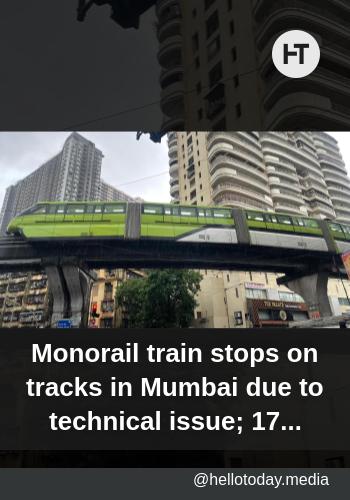 HT
Monorail train stops on
tracks in Mumbai due to
technical issue; 17...
@hellotoday.media